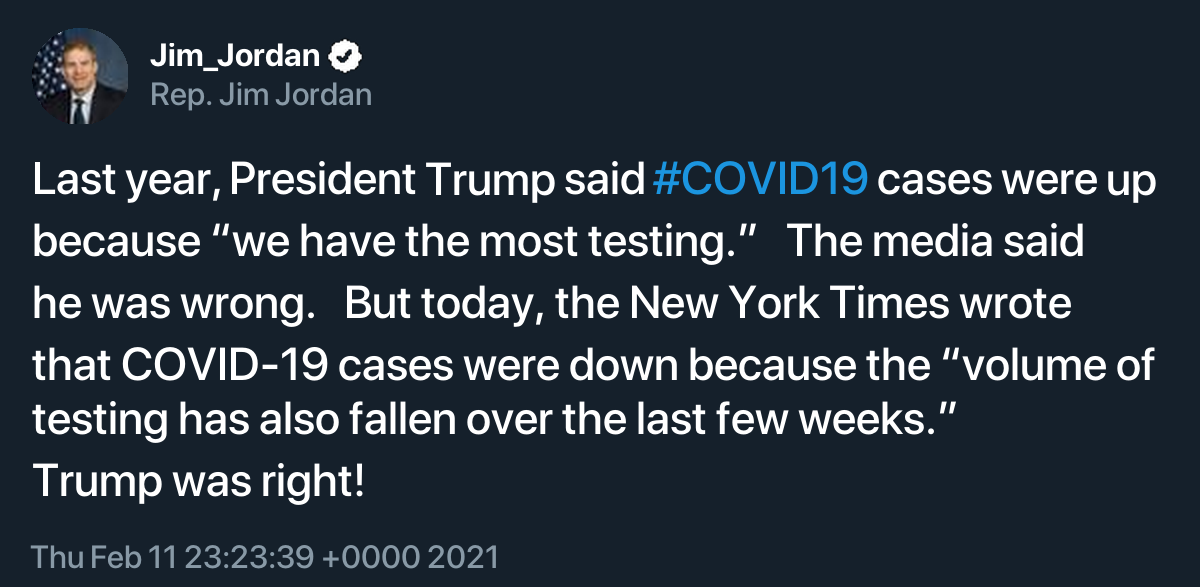 Jim_Jordan
Rep. Jim Jordan
Last year, President Trump said #COVID19 cases were up
because “we have the most testing.”   The media said
he was wrong.   But today, the New York Times wrote
that COVID-19 cases were down because the “volume of
testing has also fallen over the last few weeks.”
Trump was right!
Thu Feb 11 23:23:39 +0000 2021